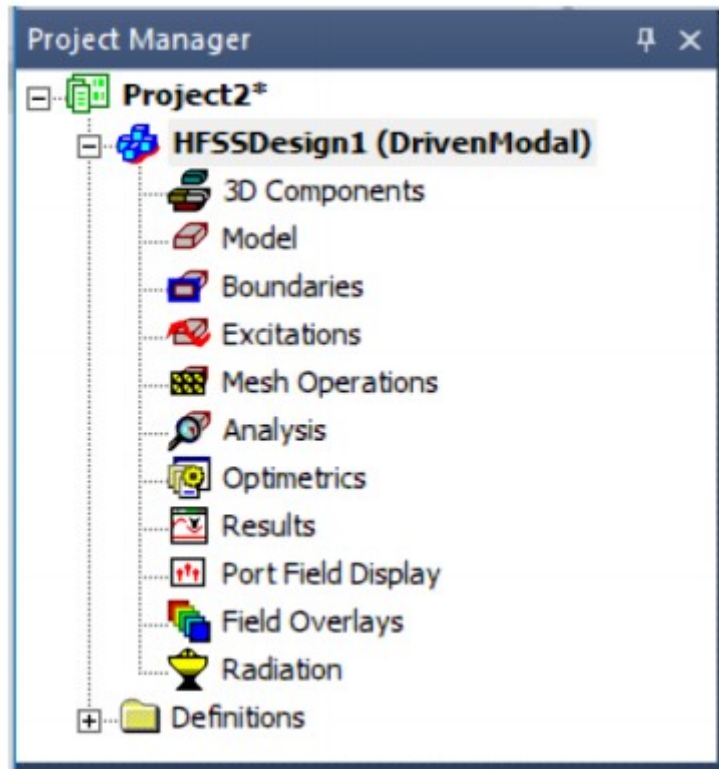 Project Manager
Project2*
HFSSDesign1 (DrivenModal)
3D Components
Model
Boundaries
Excitations
Mesh Operations
Analysis
Optimetrics
Results
Port Field Display
Field Overlays
Radiation
Definitions